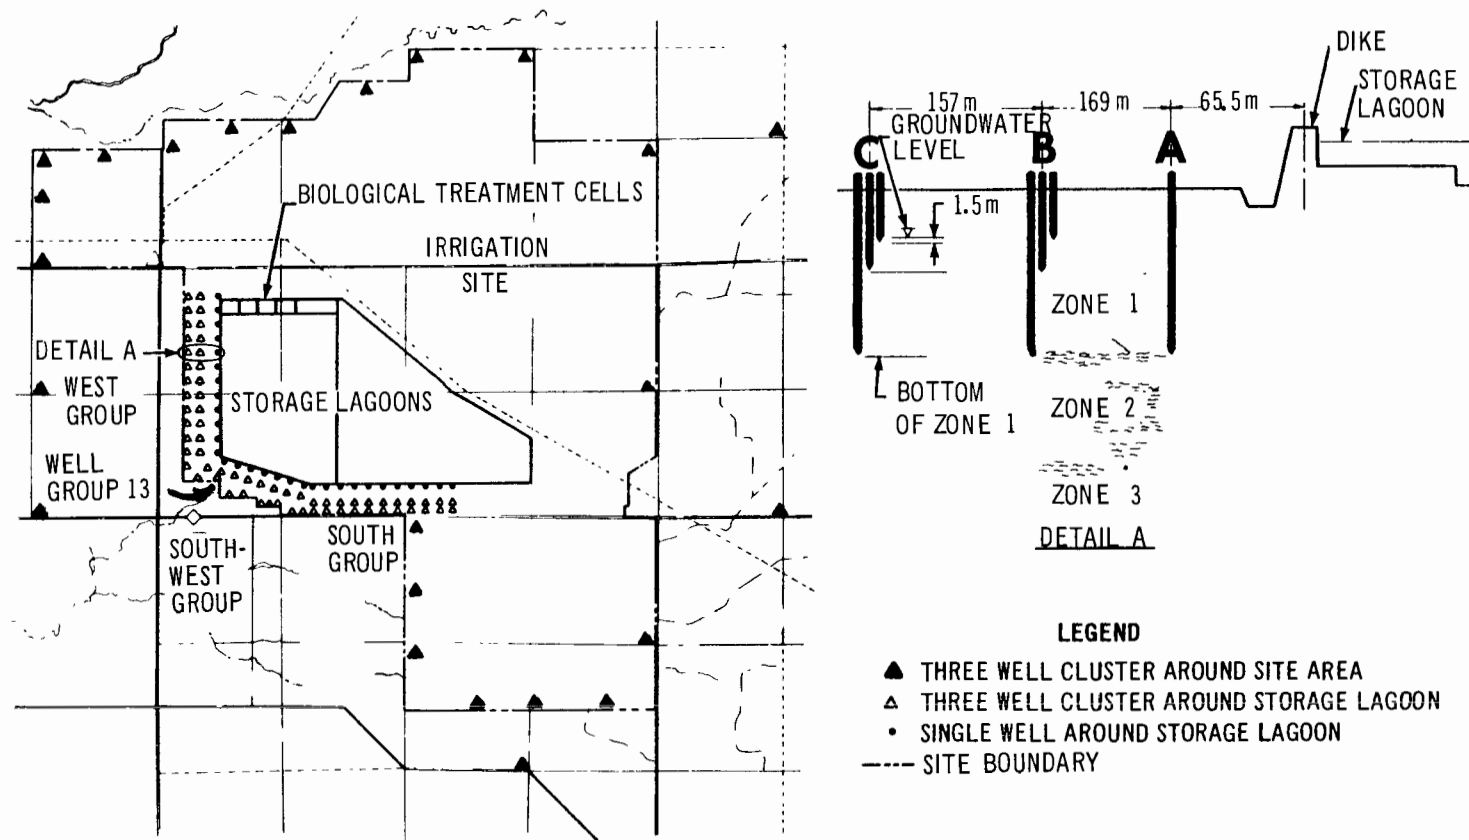 BIOLOGICAL TREATMENT CELLS
IRRIGATION
SITE
DETAIL A
WEST
GROUP
STORAGE LAGOONS
WELL
GROUP 13
SOUTH-
WEST
GROUP
SOUTH
GROUP
DIKE
STORAGE
LAGOON
157 m
169 m
65.5 m
GROUNDWATER
LEVEL
C
B
A
1.5 m
ZONE 1
BOTTOM
OF ZONE 1
ZONE 2
ZONE 3
DETAIL A
LEGEND
THREE WELL CLUSTER AROUND SITE AREA
THREE WELL CLUSTER AROUND STORAGE LAGOON
SINGLE WELL AROUND STORAGE LAGOON
SITE BOUNDARY